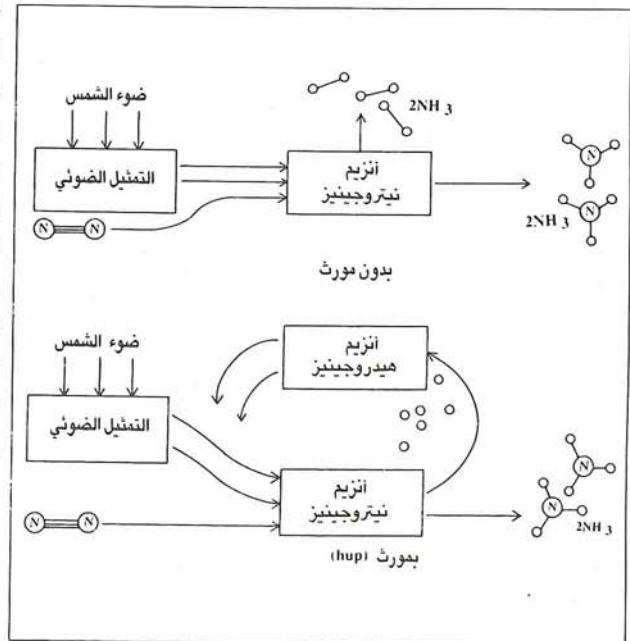 ضوء الشمس
2NH 3
التمثيل الضوئي
أنزيم
نيتروجينيز
N N
N
N
2NH 3
بدون مورث
أنزيم
هيدروجينيز
ضوء الشمس
التمثيل الضوئي
أنزيم
نيتروجينيز
N N
N
N
2NH 3
بمورث (hup)